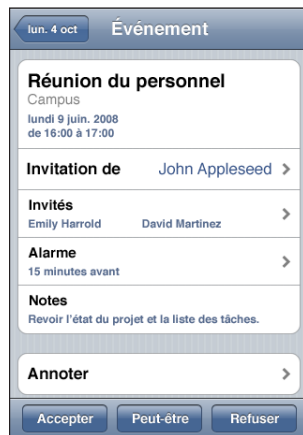 lun. 4 oct Événement
Réunion du personnel
Campus
lundi 9 juin. 2008
de 16:00 à 17:00
Invitation de John Appleseed
Invités
Emily Harrold David Martinez
Alarme
15 minutes avant
Notes
Revoir l'état du projet et la liste des tâches.
Annoter
Accepter Peut-être Refuser